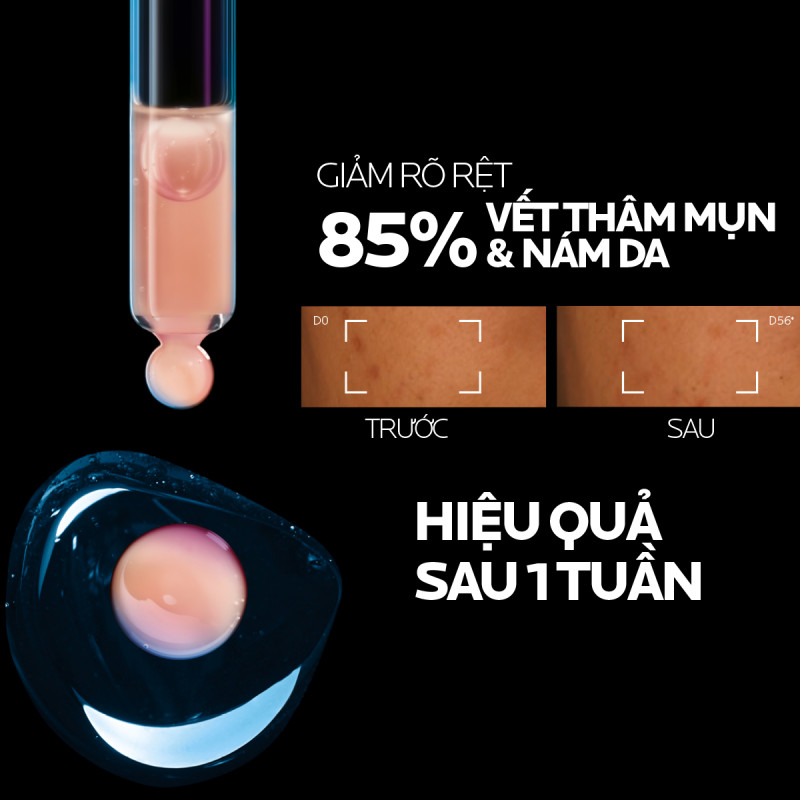 GIẢM RÕ RỆT
85% VẾT THÂM MỤN
& NÁM DA
D0
D56*
TRƯỚC
SAU
HIỆU QUẢ
SAU 1 TUẦN